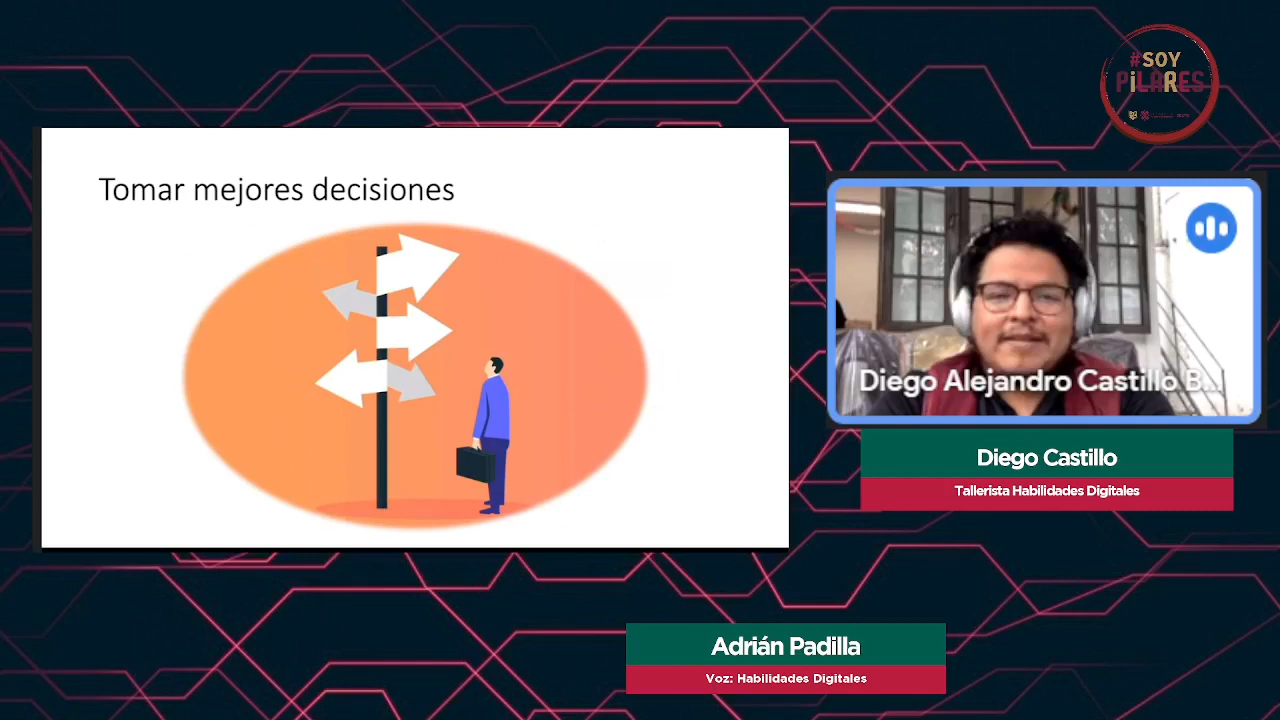 #SOY
PiLARES
Tomar mejores decisiones
Diego Alejandro Castillo B...
Diego Castillo
Tallerista Habilidades Digitales
Adrián Padilla
Voz: Habilidades Digitales